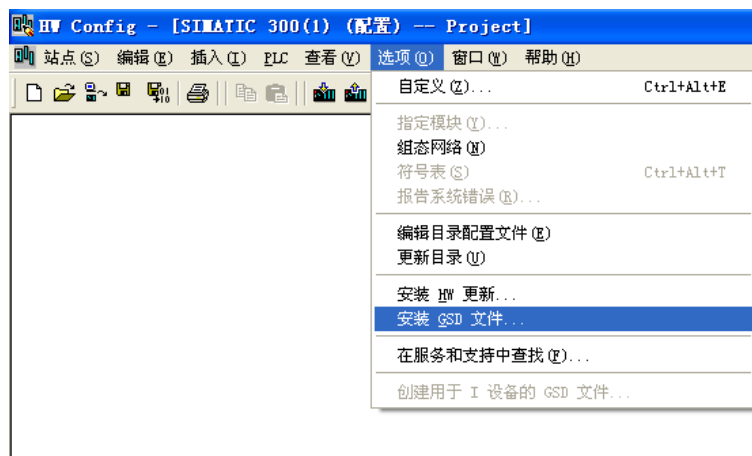 HW Config - [SIMATIC 300(1) (配置) -- Project]
站点(S) 编辑(E) 插入(I) PLC 查看(V) 选项(O) 窗口(W) 帮助(H)
自定义(Z)... Ctrl+Alt+E
指定模块(Y)...
组态网络(N)
符号表(S) Ctrl+Alt+T
报告系统错误(R)...
编辑目录配置文件(E)
更新目录(U)
安装 HW 更新...
安装 GSD 文件...
在服务和支持中查找(F)...
创建用于 I 设备的 GSD 文件...